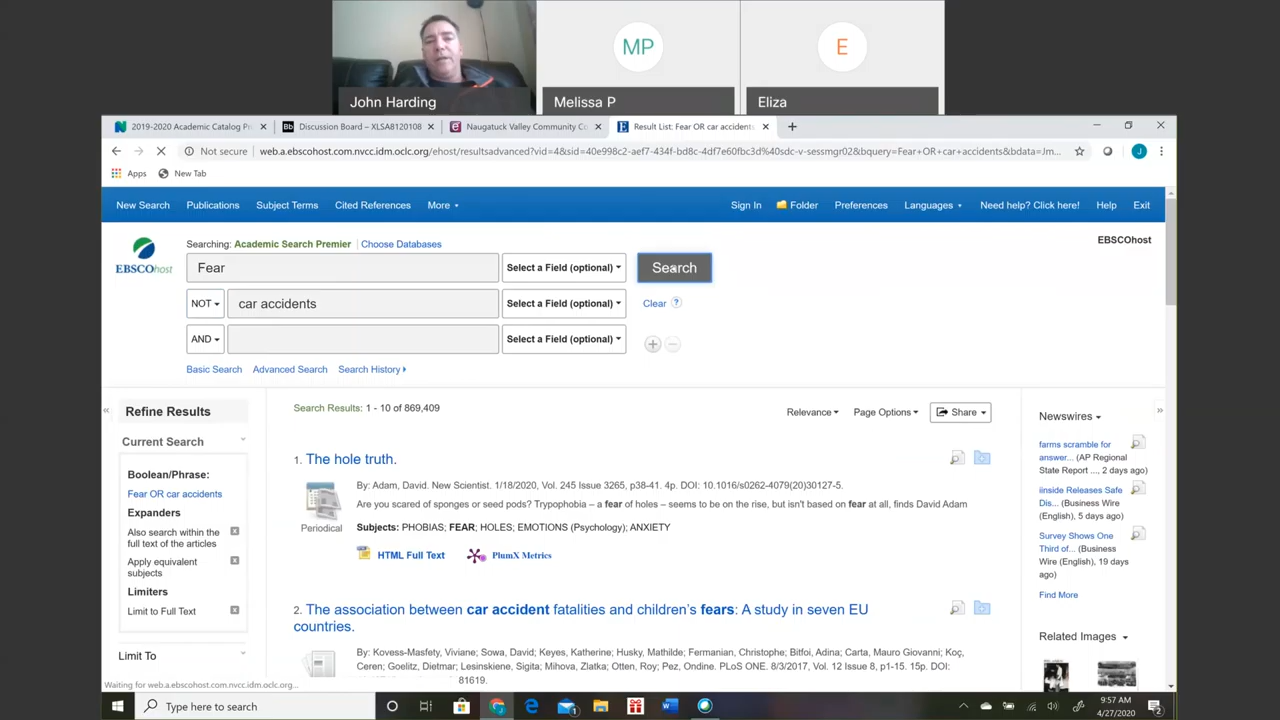 MP
E
John Harding
Melissa P
Eliza
2019-2020 Academic Catalog Pr
Bb Discussion Board – XLSA8120108
Naugatuck Valley Community Co
Result List: Fear OR car accidents
Not secure web.a.ebscohost.com.nvcc.idm.oclc.org/ehost/resultsadvanced?vid=4&sid=40e998c2-aef7-434f-bd8c-4df7e60fbc3d%40sdc-v-sessmgr02&bquery=Fear+OR+car+accidents&bdata=Jm...
J
Apps New Tab
New Search Publications Subject Terms Cited References More
Sign In Folder Preferences Languages Need help? Click here! Help Exit
EBSCOhost
Searching: Academic Search Premier Choose Databases
EBSCOhost
Fear Select a Field (optional) Search
NOT car accidents Select a Field (optional) Clear ?
AND Select a Field (optional)
Basic Search Advanced Search Search History
Refine Results
Current Search
Boolean/Phrase:
Fear OR car accidents
Expanders
Also search within the
full text of the articles
Apply equivalent
subjects
Limiters
Limit to Full Text
Limit To
Search Results: 1 - 10 of 869,409
Relevance Page Options Share
1. The hole truth.
By: Adam, David. New Scientist. 1/18/2020, Vol. 245 Issue 3265, p38-41. 4p. DOI: 10.1016/s0262-4079(20)30127-5.
Are you scared of sponges or seed pods? Trypophobia – a fear of holes – seems to be on the rise, but isn't based on fear at all, finds David Adam
Periodical
Subjects: PHOBIAS; FEAR; HOLES; EMOTIONS (Psychology); ANXIETY
HTML Full Text PlumX Metrics
2. The association between car accident fatalities and children's fears: A study in seven EU
countries.
By: Kovess-Masfety, Viviane; Sowa, David; Keyes, Katherine; Husky, Mathilde; Fermanian, Christophe; Bitfoi, Adina; Carta, Mauro Giovanni; Koç,
Ceren; Goelitz, Dietmar; Lesinskiene, Sigita; Mihova, Zlatka; Otten, Roy; Pez, Ondine. PLoS ONE. 8/3/2017, Vol. 12 Issue 8, p1-15. 15p. DOI:
81619.
Newswires
farms scramble for
answer... (AP Regional
State Report ..., 2 days ago)
iinside Releases Safe
Dis... (Business Wire
(English), 5 days ago)
Survey Shows One
Third of... (Business
Wire (English), 19 days
ago)
Find More
Related Images
Waiting for web.a.ebscohost.com.nvcc.idm.oclc.org...
Type here to search
9:57 AM
4/27/2020
2